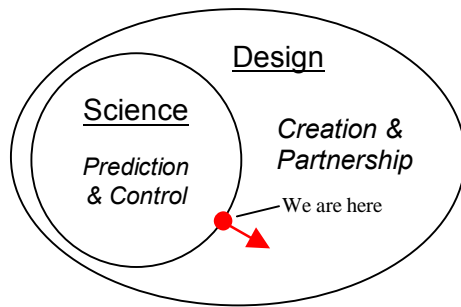 Design
Science
Creation &
Partnership
Prediction
& Control
We are here